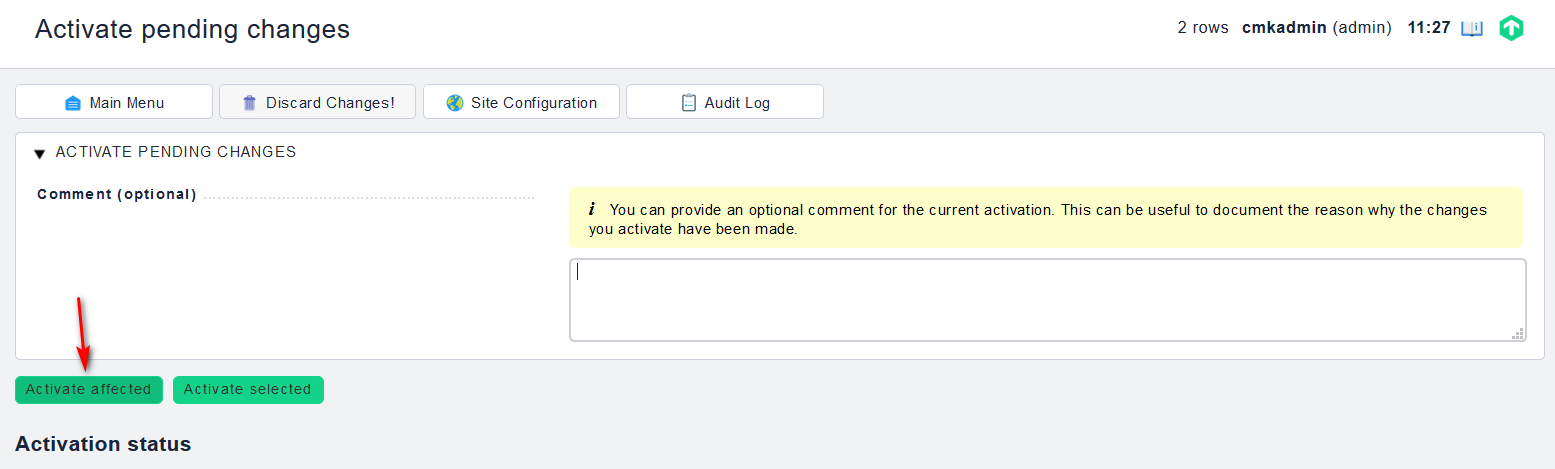 Activate pending changes
2 rows cmkadmin (admin) 11:27
Main Menu
Discard Changes!
Site Configuration
Audit Log
ACTIVATE PENDING CHANGES
Comment (optional)
i You can provide an optional comment for the current activation. This can be useful to document the reason why the changes
you activate have been made.
Activate affected
Activate selected
Activation status